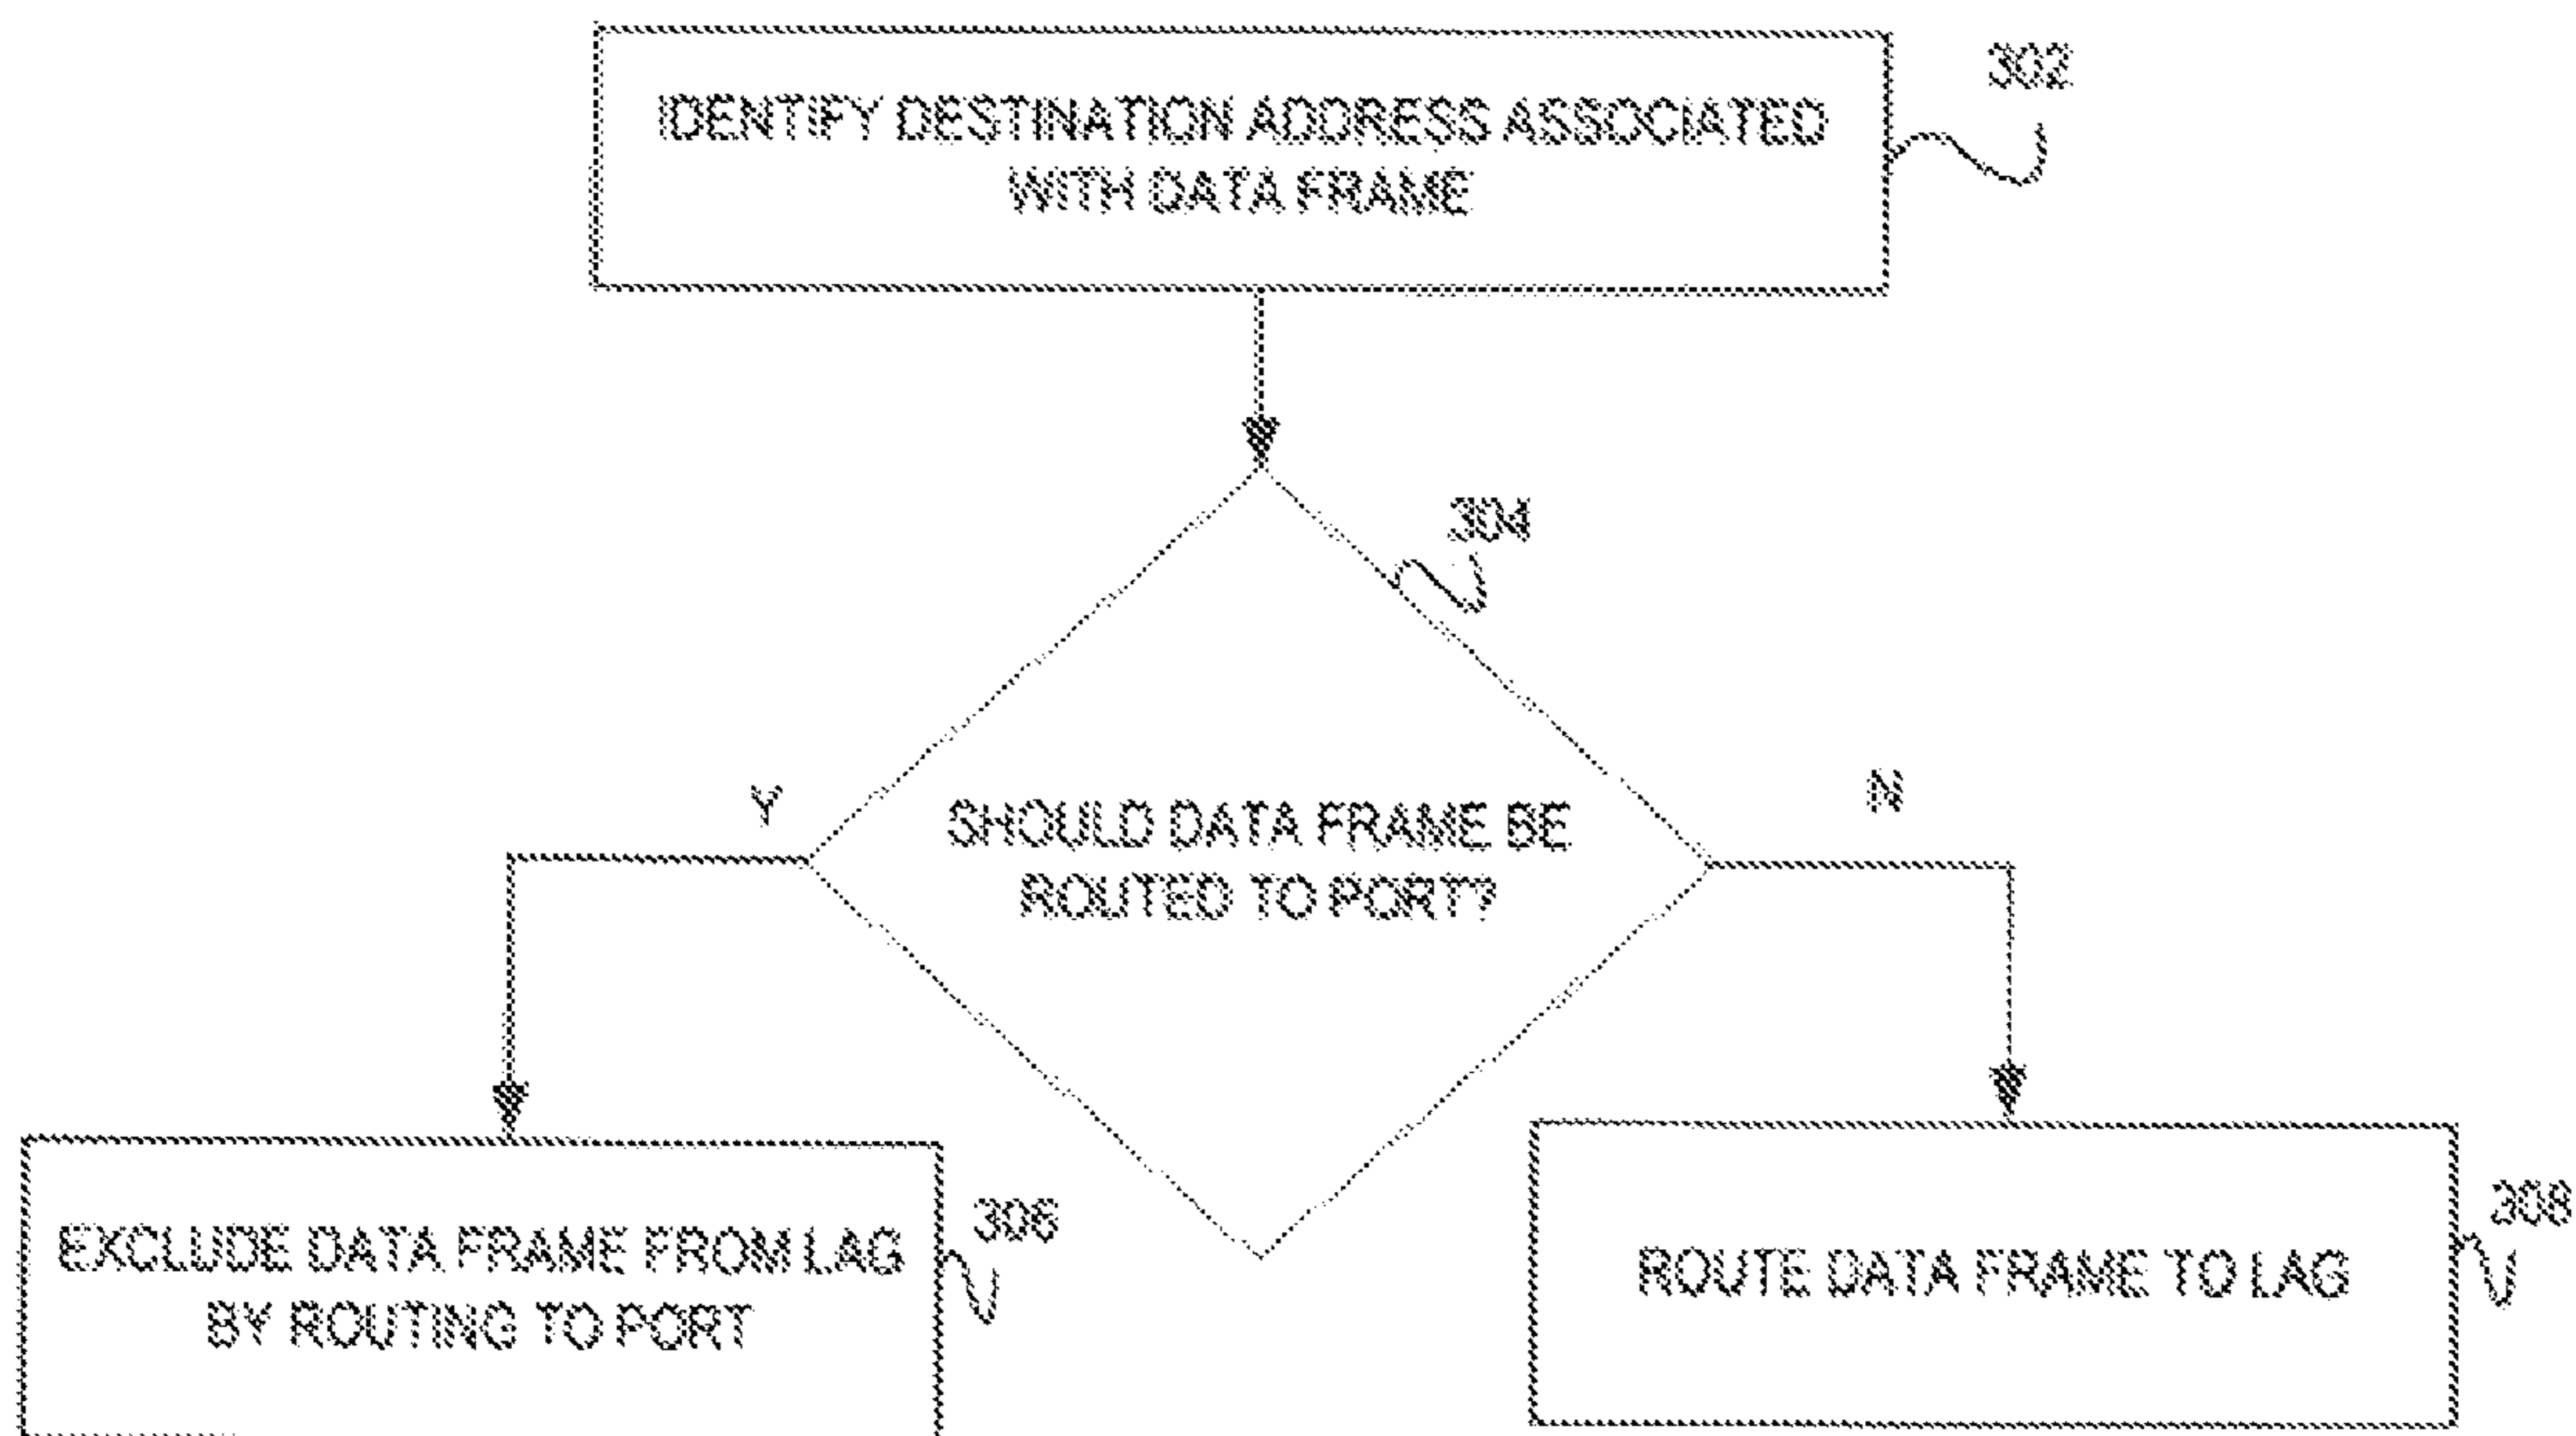 302
IDENTIFY DESTINATION ADDRESS ASSOCIATED
WITH DATA FRAME
304
Y
N
SHOULD DATA FRAME BE
ROUTED TO PORT?
306
EXCLUDE DATA FRAME FROM LAG
BY ROUTING TO PORT
308
ROUTE DATA FRAME TO LAG